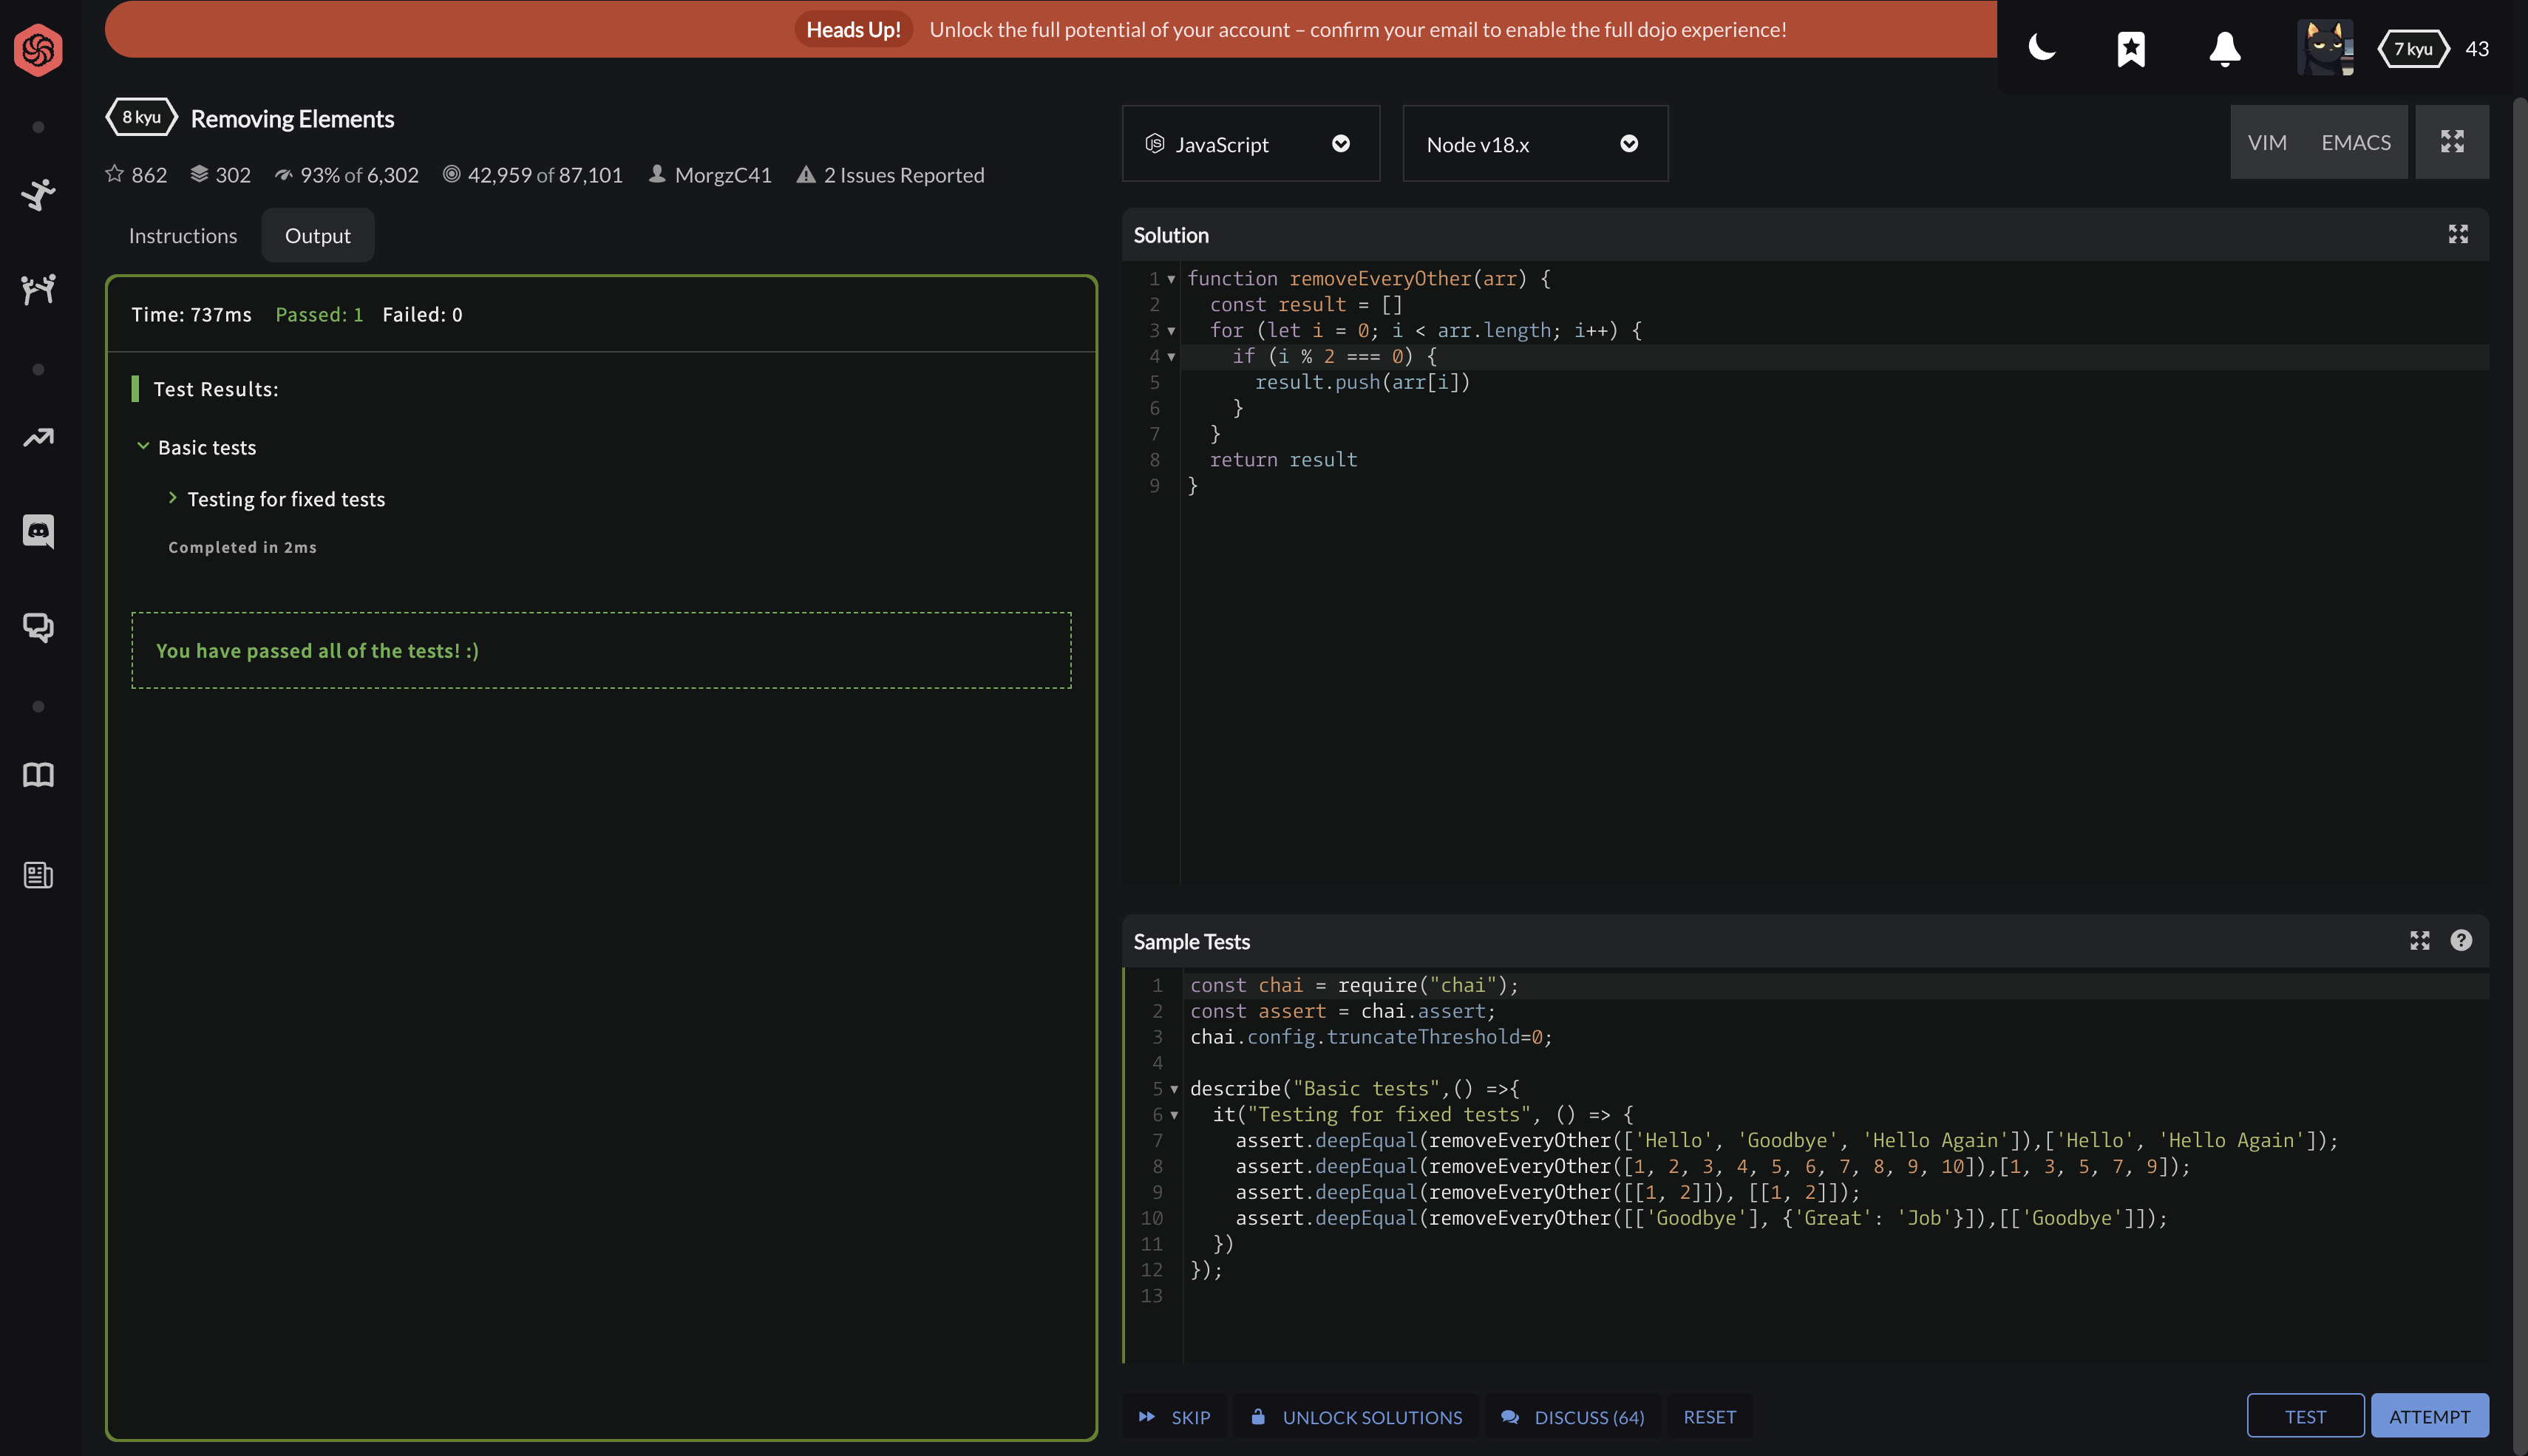 Heads Up! Unlock the full potential of your account – confirm your email to enable the full dojo experience!
7 kyu 43
8 kyu Removing Elements
862 302 93% of 6,302 42,959 of 87,101 MorgzC41 2 Issues Reported
Instructions Output
Time: 737ms Passed: 1 Failed: 0
Test Results:
Basic tests
Testing for fixed tests
Completed in 2ms
You have passed all of the tests! :)
JavaScript Node v18.x VIM EMACS
Solution
1 function removeEveryOther(arr) {
2   const result = []
3   for (let i = 0; i < arr.length; i++) {
4     if (i % 2 === 0) {
5       result.push(arr[i])
6     }
7   }
8   return result
9 }
Sample Tests
1 const chai = require("chai");
2 const assert = chai.assert;
3 chai.config.truncateThreshold=0;
4
5 describe("Basic tests",() =>{
6   it("Testing for fixed tests", () => {
7     assert.deepEqual(removeEveryOther(['Hello', 'Goodbye', 'Hello Again']),['Hello', 'Hello Again']);
8     assert.deepEqual(removeEveryOther([1, 2, 3, 4, 5, 6, 7, 8, 9, 10]),[1, 3, 5, 7, 9]);
9     assert.deepEqual(removeEveryOther([[1, 2]]), [[1, 2]]);
10     assert.deepEqual(removeEveryOther([['Goodbye'], {'Great': 'Job'}]),[['Goodbye']]);
11   })
12 });
13
SKIP UNLOCK SOLUTIONS DISCUSS (64) RESET TEST ATTEMPT